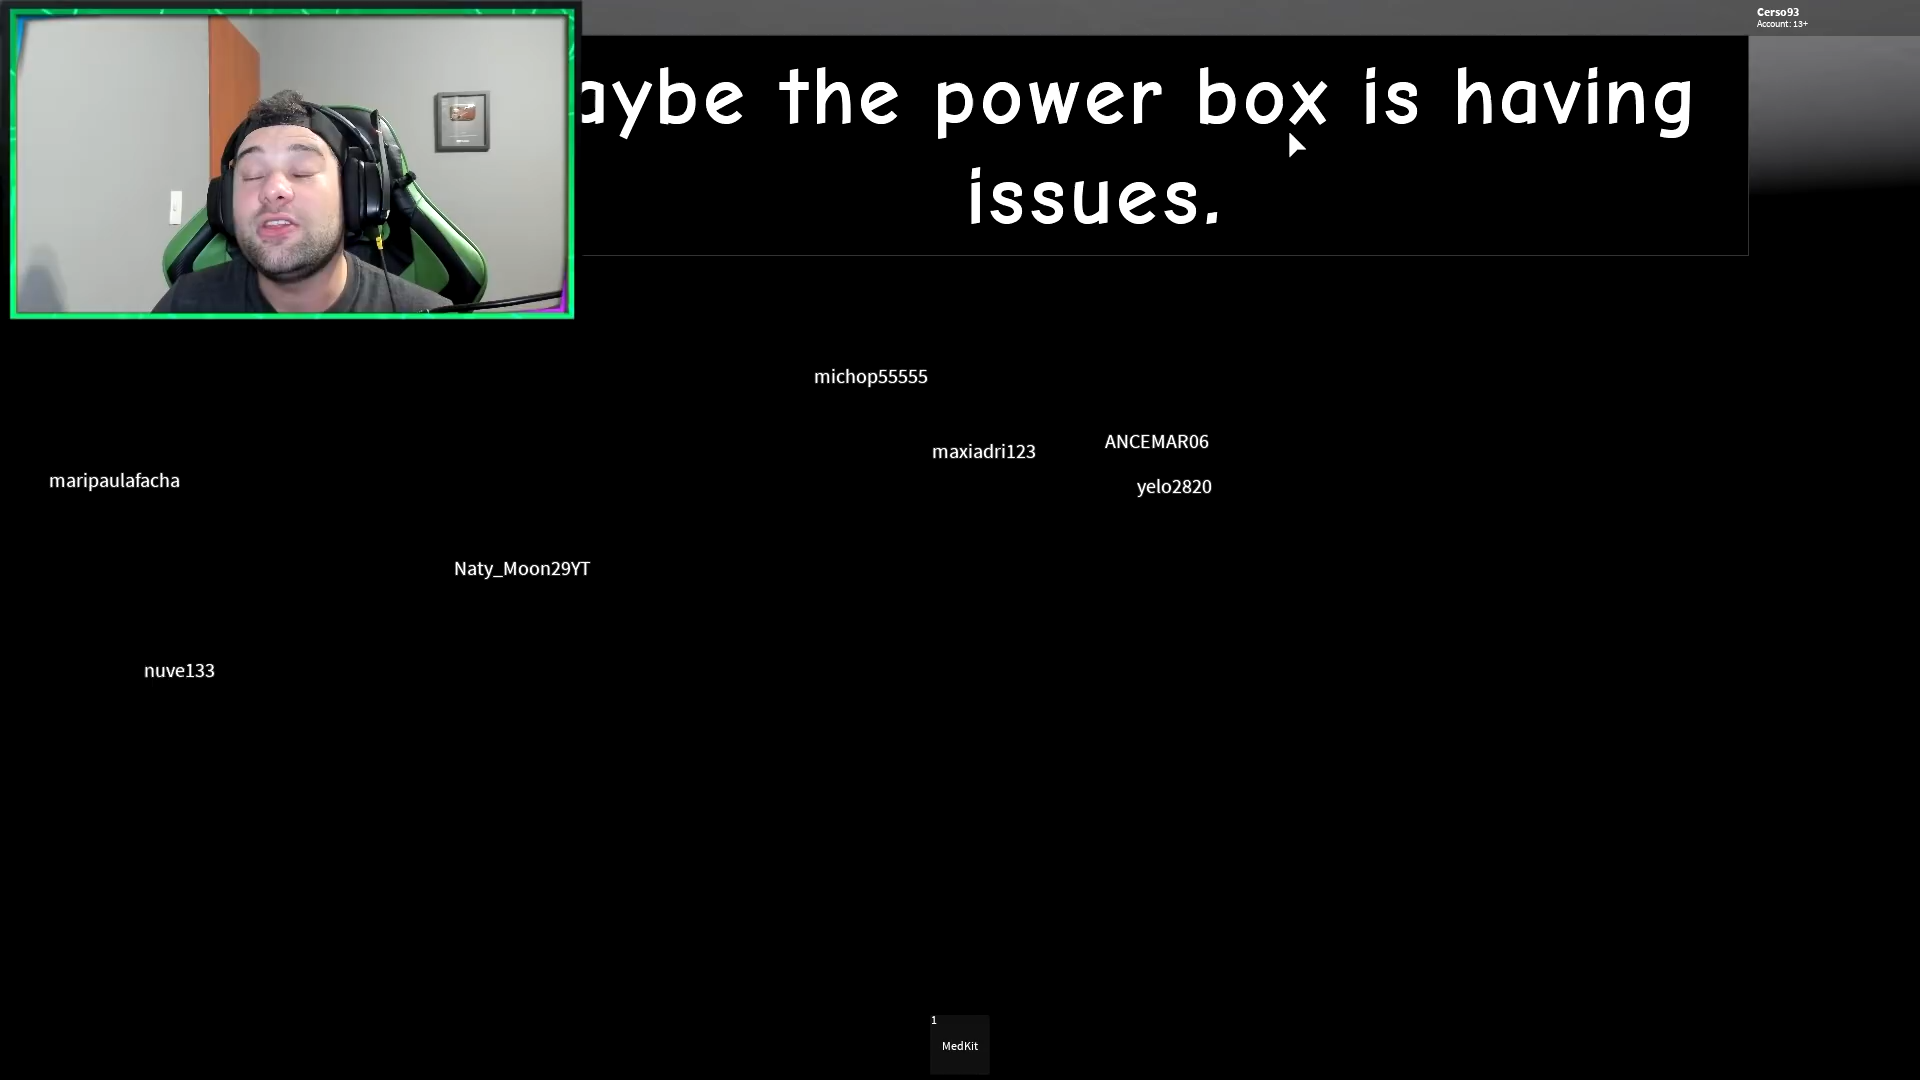 Cerso93
Account: 13+
aybe the power box is having
issues.
michop55555
ANCEMAR06
maxiadri123
maripaulafacha
yelo2820
Naty_Moon29YT
nuve133
1
MedKit